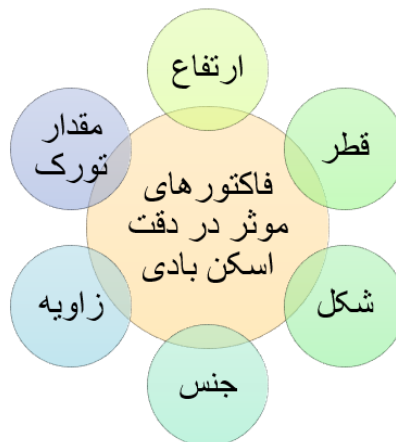 ارتفاع
قطر
شکل
جنس
زاویه
مقدار
تورک
فاکتورهای
موثر در دقت
اسکن بادی